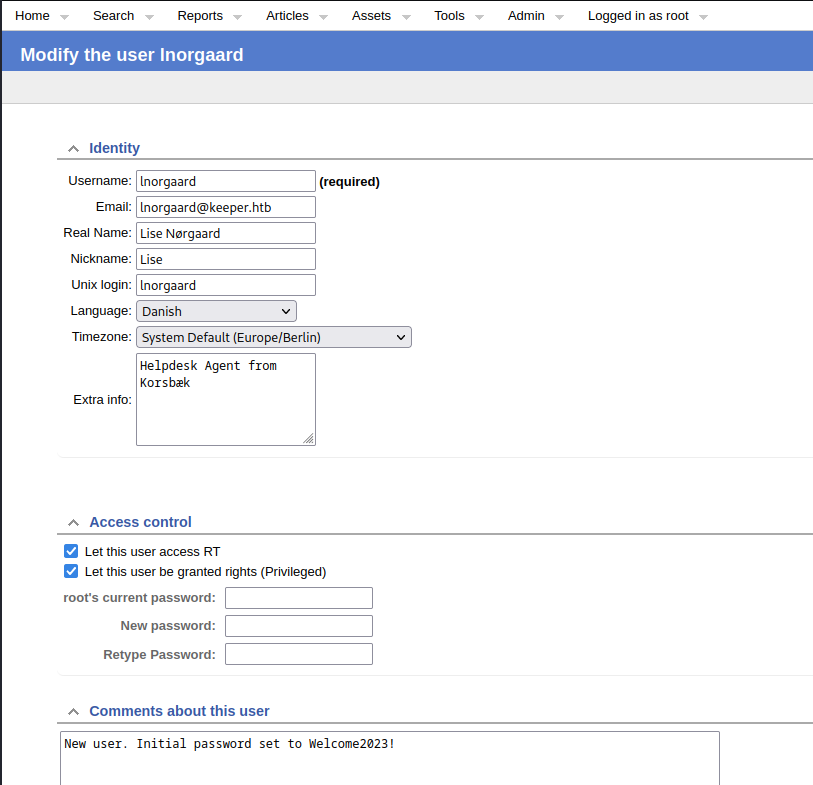 Home Search Reports Articles Assets Tools Admin Logged in as root
Modify the user lnorgaard
Identity
Username: lnorgaard (required)
Email: lnorgaard@keeper.htb
Real Name: Lise Nørgaard
Nickname: Lise
Unix login: lnorgaard
Language: Danish
Timezone: System Default (Europe/Berlin)
Extra info: Helpdesk Agent from
Korsbæk
Access control
Let this user access RT
Let this user be granted rights (Privileged)
root's current password:
New password:
Retype Password:
Comments about this user
New user. Initial password set to Welcome2023!